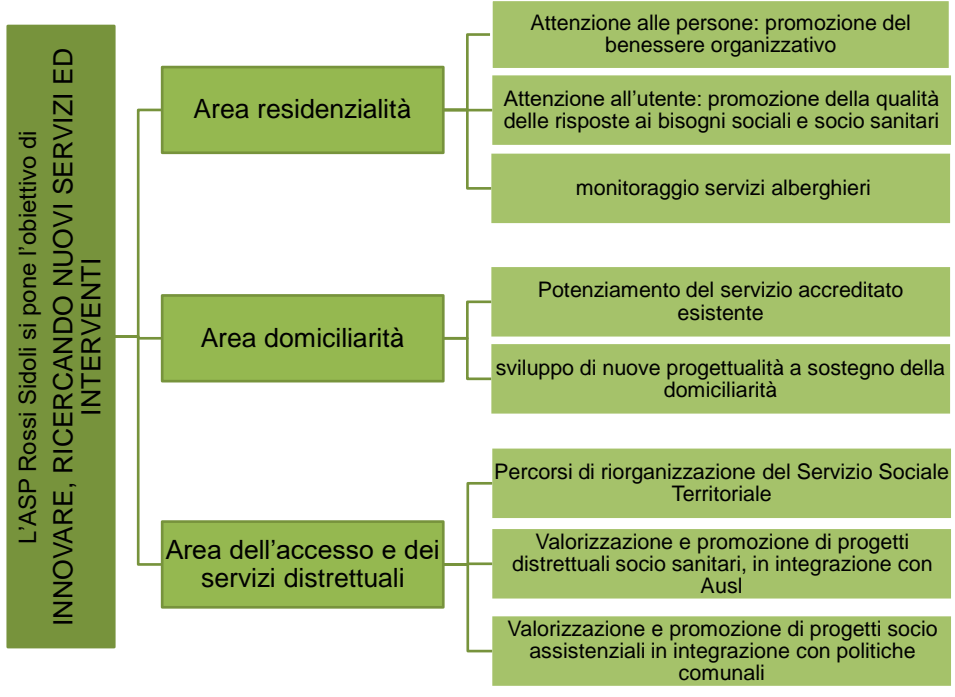 L'ASP Rossi Sidoli si pone l'obiettivo di
INNOVARE, RICERCANDO NUOVI SERVIZI ED
INTERVENTI
Area residenzialità
Attenzione alle persone: promozione del
benessere organizzativo
Attenzione all'utente: promozione della qualità
delle risposte ai bisogni sociali e socio sanitari
monitoraggio servizi alberghieri
Area domiciliarità
Potenziamento del servizio accreditato
esistente
sviluppo di nuove progettualità a sostegno della
domiciliarità
Area dell'accesso e dei
servizi distrettuali
Percorsi di riorganizzazione del Servizio Sociale
Territoriale
Valorizzazione e promozione di progetti
distrettuali socio sanitari, in integrazione con
Ausl
Valorizzazione e promozione di progetti socio
assistenziali in integrazione con politiche
comunali